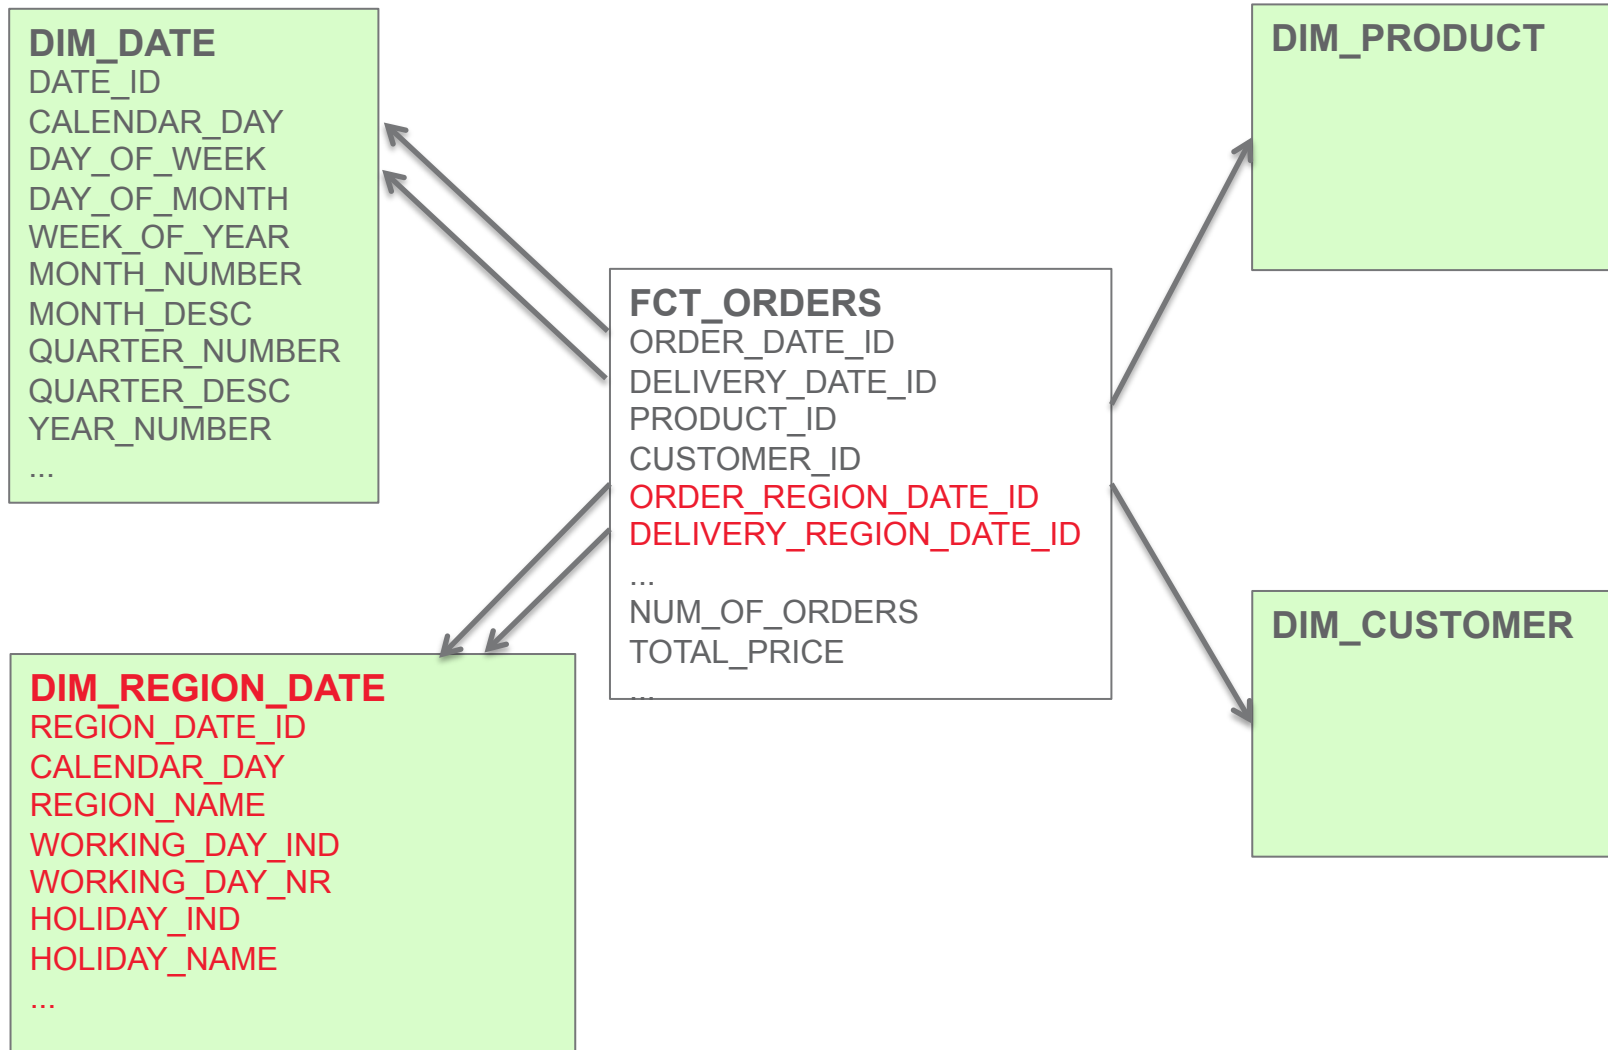 DIM_DATE
DATE_ID
CALENDAR_DAY
DAY_OF_WEEK
DAY_OF_MONTH
WEEK_OF_YEAR
MONTH_NUMBER
MONTH_DESC
QUARTER_NUMBER
QUARTER_DESC
YEAR_NUMBER
...
DIM_PRODUCT
FCT_ORDERS
ORDER_DATE_ID
DELIVERY_DATE_ID
PRODUCT_ID
CUSTOMER_ID
ORDER_REGION_DATE_ID
DELIVERY_REGION_DATE_ID
...
NUM_OF_ORDERS
TOTAL_PRICE
...
DIM_CUSTOMER
DIM_REGION_DATE
REGION_DATE_ID
CALENDAR_DAY
REGION_NAME
WORKING_DAY_IND
WORKING_DAY_NR
HOLIDAY_IND
HOLIDAY_NAME
...